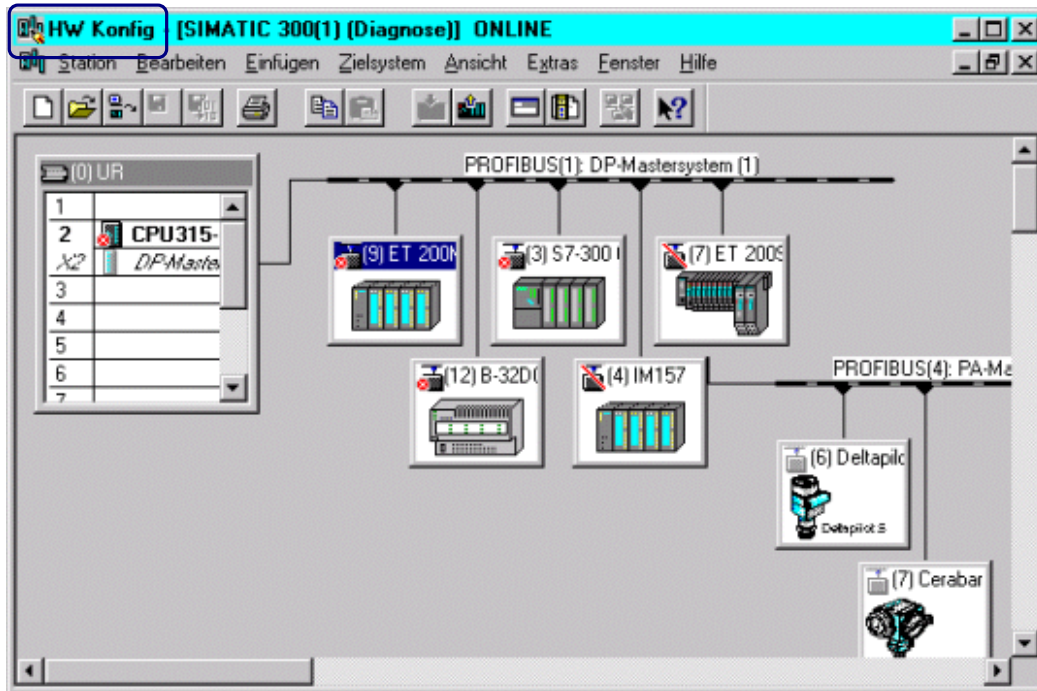 HW Konfig - [SIMATIC 300(1) (Diagnose)] ONLINE
Station Bearbeiten Einfügen Zielsystem Ansicht Extras Fenster Hilfe
(0) UR
1
2 CPU315-
X2 DP-Master
3
4
5
6
7
PROFIBUS(1): DP-Mastersystem (1)
(9) ET 200M
(3) S7-300
(7) ET 200S
(12) B-32D(
(4) IM157
PROFIBUS(4): PA-Ma
(6) Deltapilo
Deltapilot S
(7) Cerabar